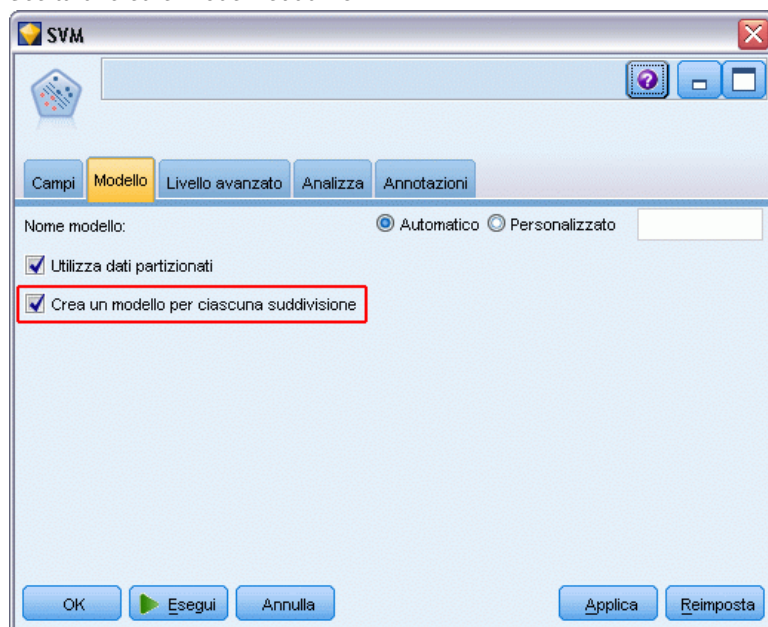 SVM
Campi Modello Livello avanzato Analizza Annotazioni
Nome modello: Automatico Personalizzato
Utilizza dati partizionati
Crea un modello per ciascuna suddivisione
OK Esegui Annulla Applica Reimposta